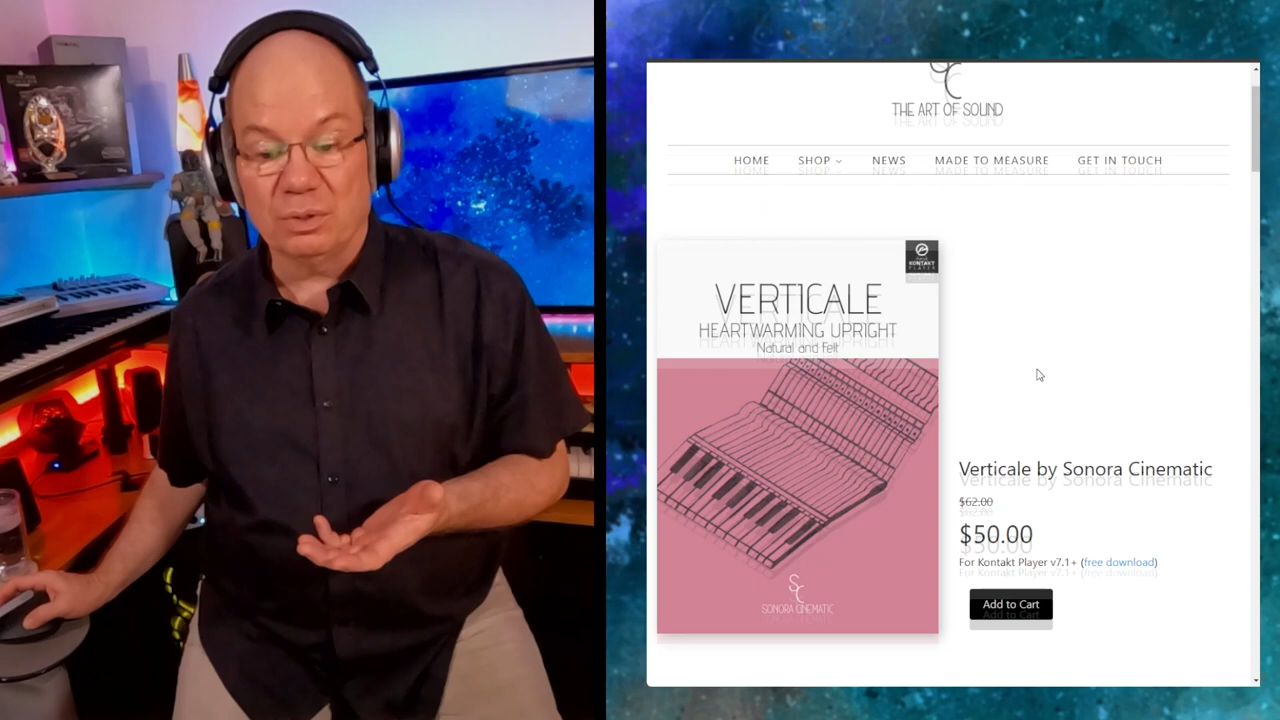 SC
THE ART OF SOUND
HOME SHOP NEWS MADE TO MEASURE GET IN TOUCH
KONTAKT
PLAYER
VERTICALE
HEARTWARMING UPRIGHT
Natural and Felt
SC
SONORA CINEMATIC
Verticale by Sonora Cinematic
$62.00
$50.00
For Kontakt Player v7.1+ (free download)
Add to Cart